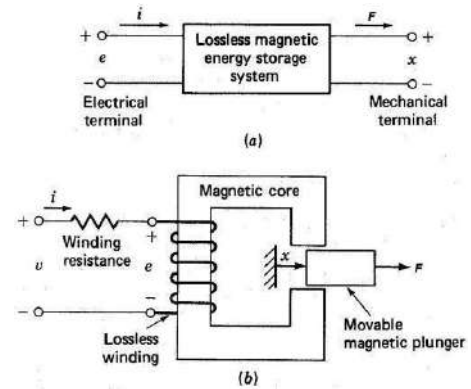 i
F
+
+
Lossless magnetic
energy storage
system
e
x
−
−
Electrical
terminal
Mechanical
terminal
(a)
Magnetic core
i
+
+
Winding
resistance
v
e
x
F
−
−
Lossless
winding
Movable
magnetic plunger
(b)